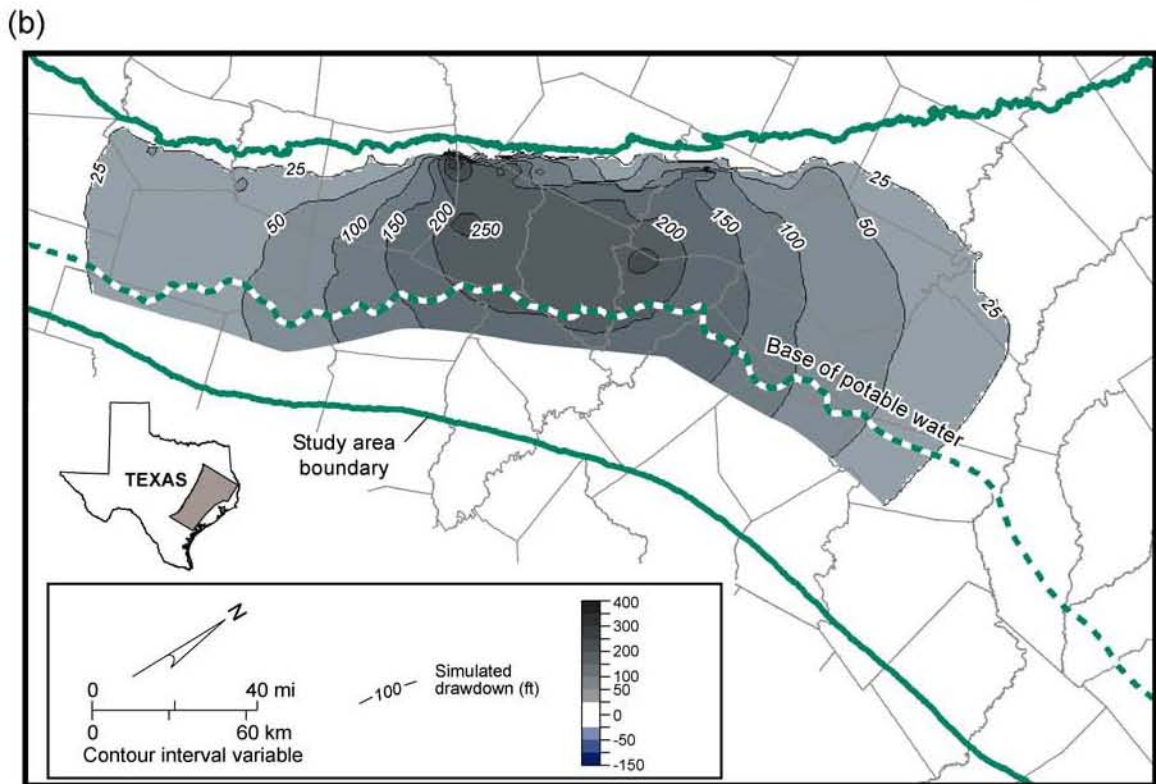 (b)
25
25
50
100
150
200
250
200
150
100
50
25
25
Base of potable water
Study area
boundary
TEXAS
N
0 40 mi
0 60 km
Contour interval variable
100
Simulated
drawdown (ft)
400
300
200
100
50
0
-50
-150